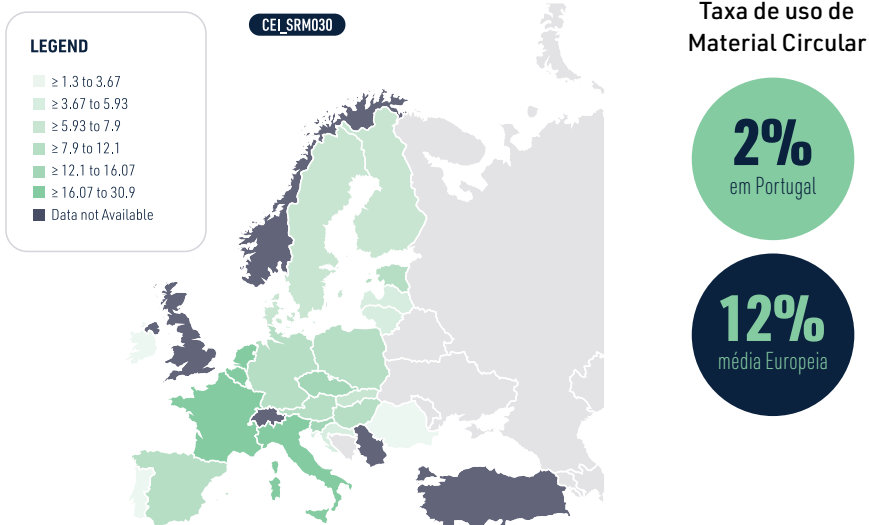 CEI_SRM030
LEGEND
≥ 1.3 to 3.67
≥ 3.67 to 5.93
≥ 5.93 to 7.9
≥ 7,9 to 12.1
≥ 12.1 to 16.07
≥ 16.07 to 30.9
Data not Available
Taxa de uso de
Material Circular
2%
em Portugal
12%
média Europeia